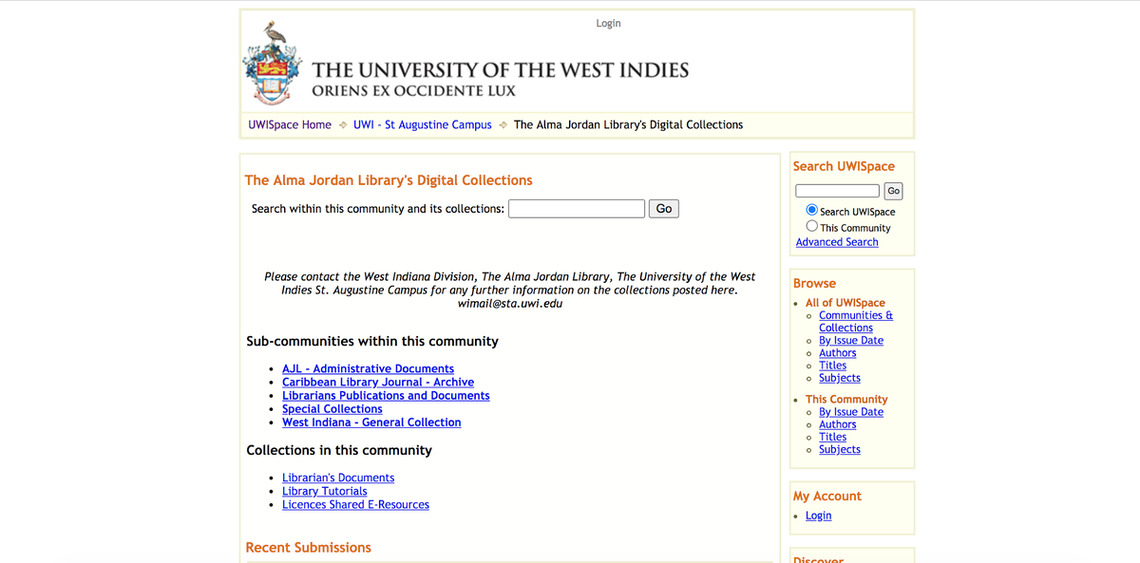 Login
THE UNIVERSITY OF THE WEST INDIES
ORIENS EX OCCIDENTE LUX
UWISpace Home UWI - St Augustine Campus The Alma Jordan Library's Digital Collections
The Alma Jordan Library's Digital Collections
Search within this community and its collections: Go
Please contact the West Indiana Division, The Alma Jordan Library, The University of the West
Indies St. Augustine Campus for any further information on the collections posted here.
wimail@sta.uwi.edu
Sub-communities within this community
AJL - Administrative Documents
Caribbean Library Journal - Archive
Librarians Publications and Documents
Special Collections
West Indiana - General Collection
Collections in this community
Librarian's Documents
Library Tutorials
Licences Shared E-Resources
Recent Submissions
Search UWISpace
Go
Search UWISpace
This Community
Advanced Search
Browse
All of UWISpace
Communities &
Collections
By Issue Date
Authors
Titles
Subjects
This Community
By Issue Date
Authors
Titles
Subjects
My Account
Login
Discover